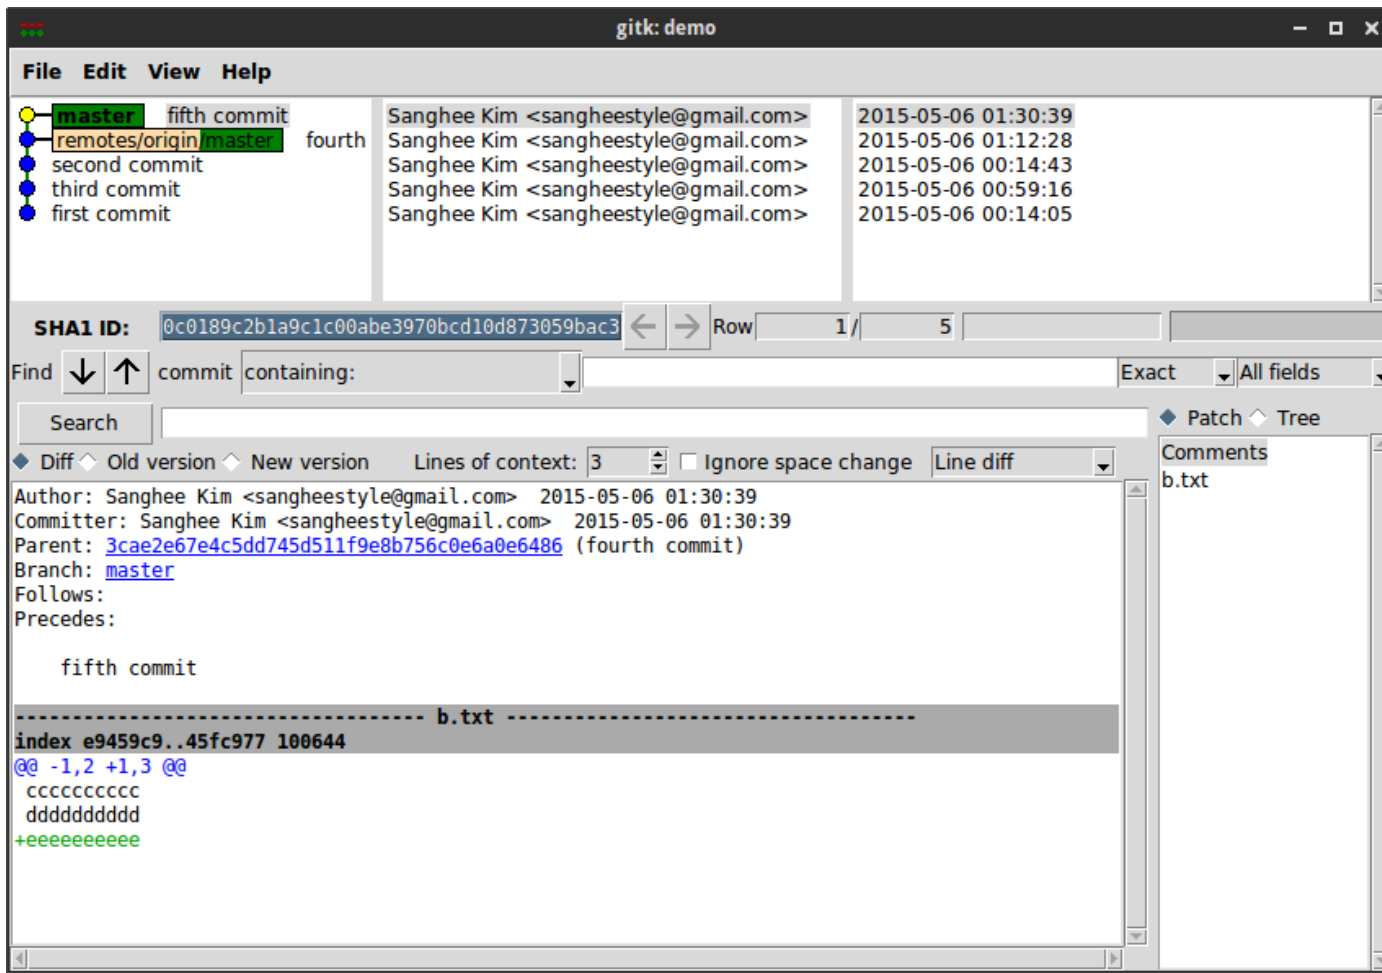 gitk: demo
File Edit View Help
master fifth commit Sanghee Kim <sangheestyle@gmail.com> 2015-05-06 01:30:39
remotes/origin/master fourth Sanghee Kim <sangheestyle@gmail.com> 2015-05-06 01:12:28
second commit Sanghee Kim <sangheestyle@gmail.com> 2015-05-06 00:14:43
third commit Sanghee Kim <sangheestyle@gmail.com> 2015-05-06 00:59:16
first commit Sanghee Kim <sangheestyle@gmail.com> 2015-05-06 00:14:05
SHA1 ID: 0c0189c2b1a9c1c00abe3970bcd10d873059bac3 ← → Row 1 / 5
Find ↓ ↑ commit containing: Exact All fields
Search
Patch Tree
Diff Old version New version Lines of context: 3 Ignore space change Line diff
Comments
b.txt
Author: Sanghee Kim <sangheestyle@gmail.com> 2015-05-06 01:30:39
Committer: Sanghee Kim <sangheestyle@gmail.com> 2015-05-06 01:30:39
Parent: 3cae2e67e4c5dd745d511f9e8b756c0e6a0e6486 (fourth commit)
Branch: master
Follows:
Precedes:
fifth commit
------------------------------------ b.txt ------------------------------------
index e9459c9..45fc977 100644
@@ -1,2 +1,3 @@
cccccccccc
dddddddddd
+eeeeeeeeee